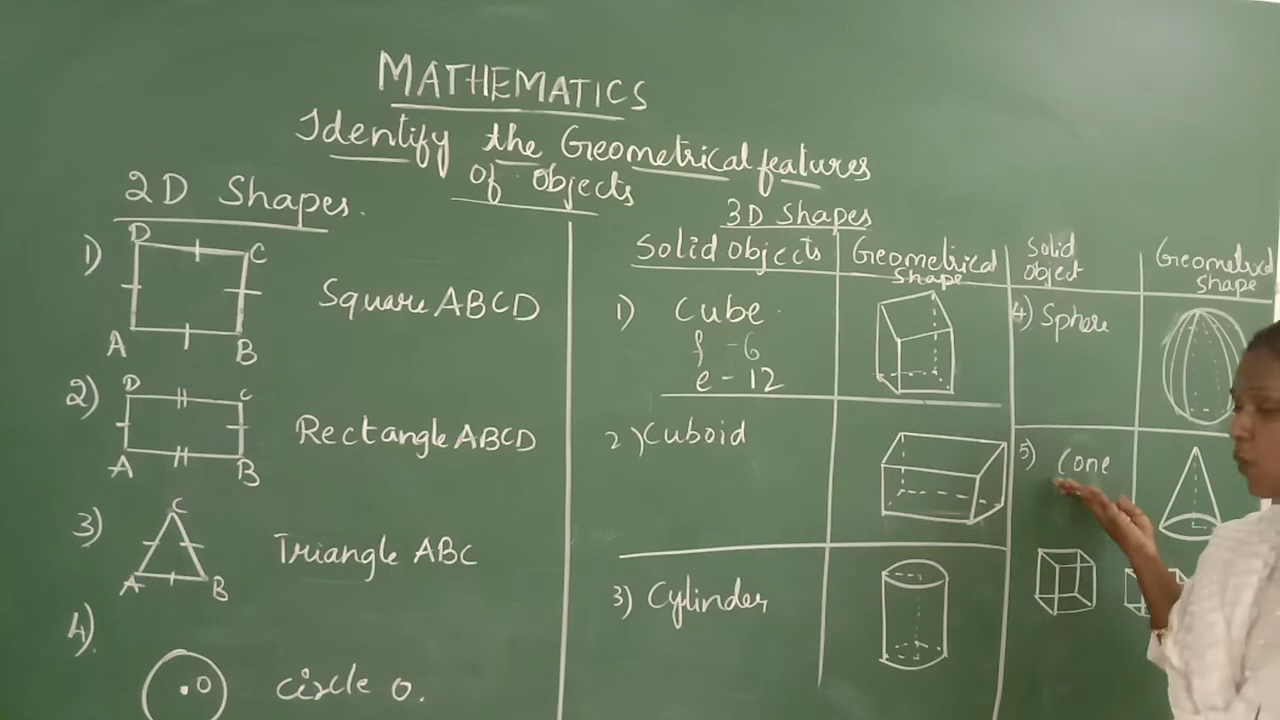 MATHEMATICS
Identify the Geometrical features
of objects
2D Shapes.
1)
D
C
A
B
Square ABCD
2)
D
C
A
B
Rectangle ABCD
3)
C
A
B
Triangle ABC
4).
O
circle O.
3D Shapes
Solid Objects
Geometrical
shape
1) Cube
f - 6
e - 12
2) Cuboid
3) Cylinder
Solid
object
Geometrical
shape
4) Sphere
5) Cone